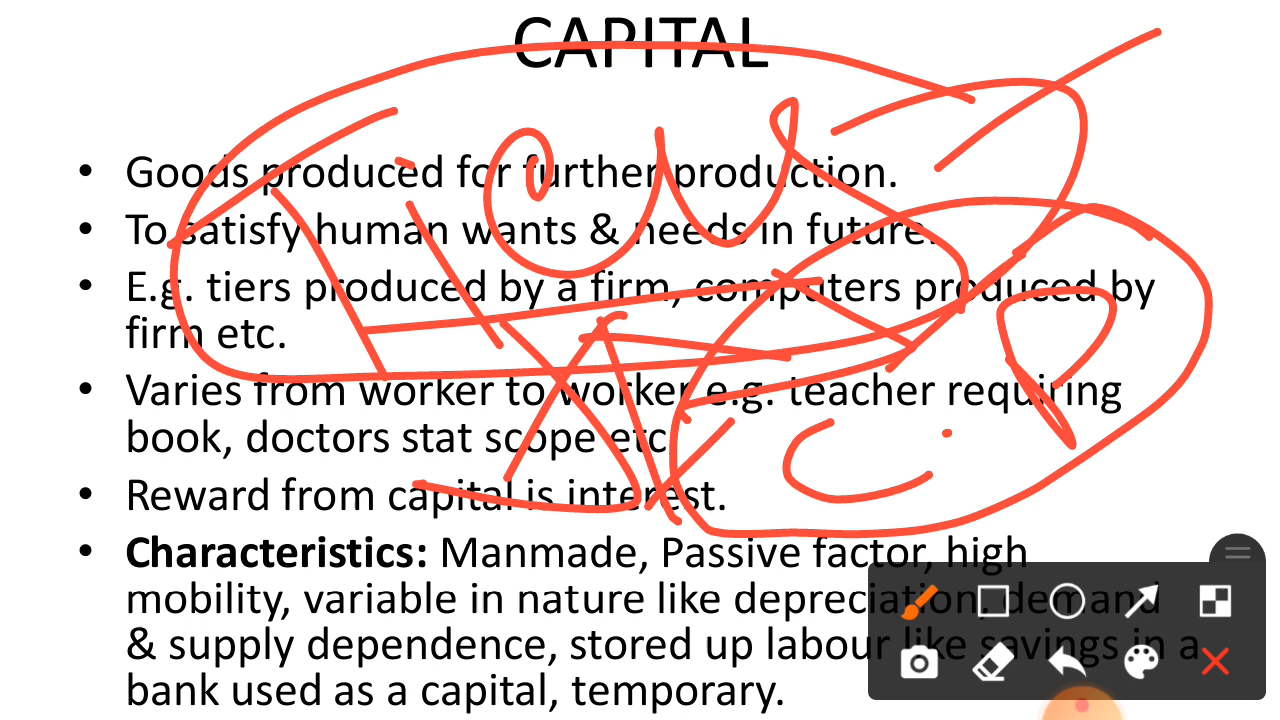 CAPITAL
• Goods produced for further production.
• To satisfy human wants & needs in future.
• E.g. tiers produced by a firm, computers produced by
firm etc.
• Varies from worker to worker e.g. teacher requiring
book, doctors stat scope etc
• Reward from capital is interest.
• Characteristics: Manmade, Passive factor, high
mobility, variable in nature like depreciation, demand
& supply dependence, stored up labour like savings in a
bank used as a capital, temporary.